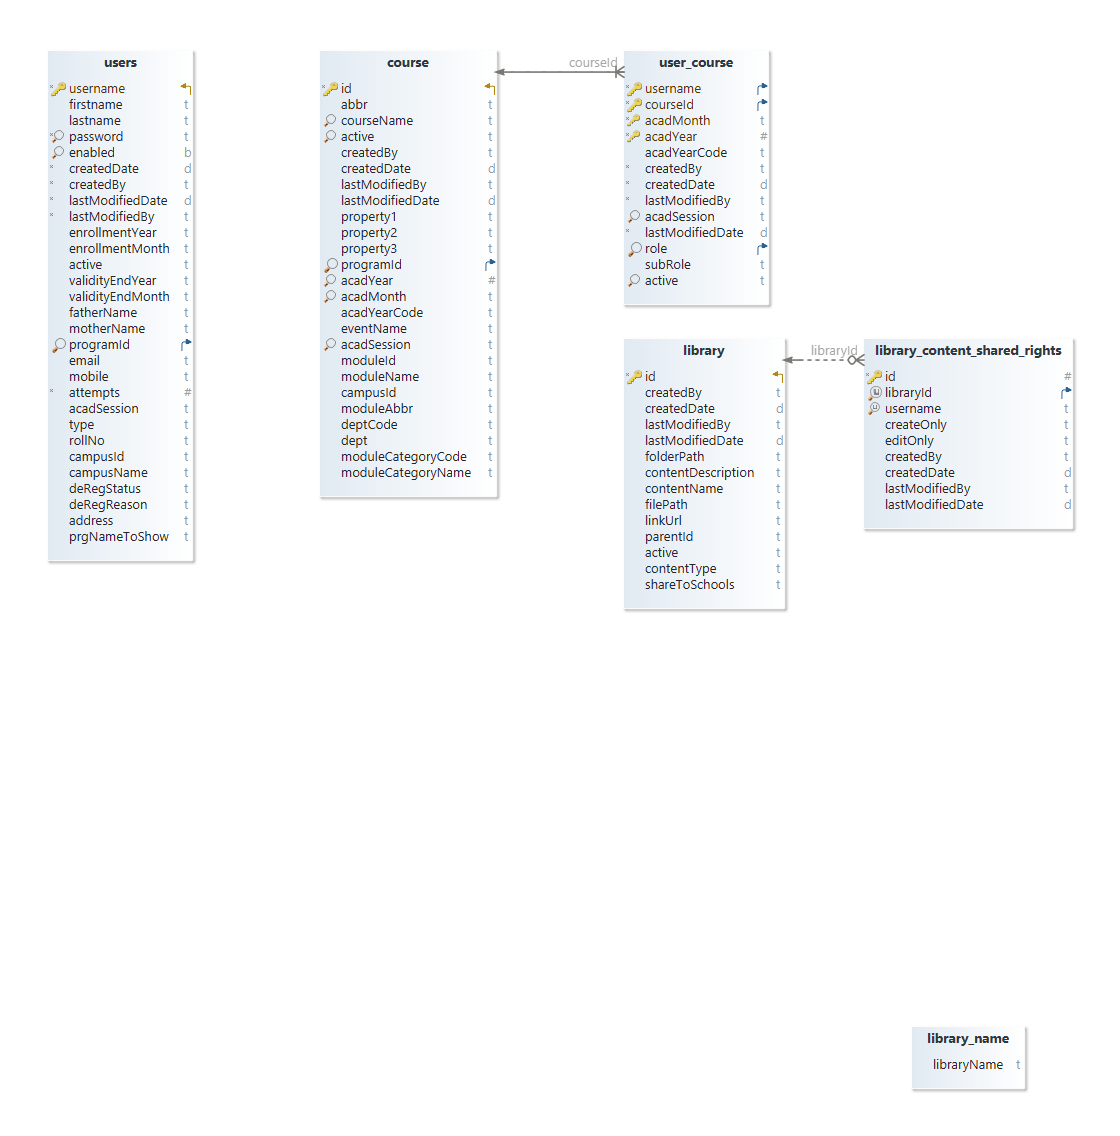 users
username
firstname t
lastname t
password t
enabled b
createdDate d
createdBy t
lastModifiedDate d
lastModifiedBy t
enrollmentYear t
enrollmentMonth t
active t
validityEndYear t
validityEndMonth t
fatherName t
motherName t
programId
email t
mobile t
attempts #
acadSession t
type t
rollNo t
campusId t
campusName t
deRegStatus t
deRegReason t
address t
prgNameToShow t
course
id
abbr t
courseName t
active t
createdBy t
createdDate d
lastModifiedBy t
lastModifiedDate d
property1 t
property2 t
property3 t
programId
acadYear #
acadMonth t
acadYearCode t
eventName t
acadSession t
moduleId t
moduleName t
campusId t
moduleAbbr t
deptCode t
dept t
moduleCategoryCode t
moduleCategoryName t
courseId
user_course
username
courseId
acadMonth t
acadYear #
acadYearCode t
createdBy t
createdDate d
lastModifiedBy t
acadSession t
lastModifiedDate d
role
subRole t
active t
library
id
createdBy t
createdDate d
lastModifiedBy t
lastModifiedDate d
folderPath t
contentDescription t
contentName t
filePath t
linkUrl t
parentId t
active t
contentType t
shareToSchools t
libraryId
library_content_shared_rights
id #
libraryId
username t
createOnly t
editOnly t
createdBy t
createdDate d
lastModifiedBy t
lastModifiedDate d
library_name
libraryName t